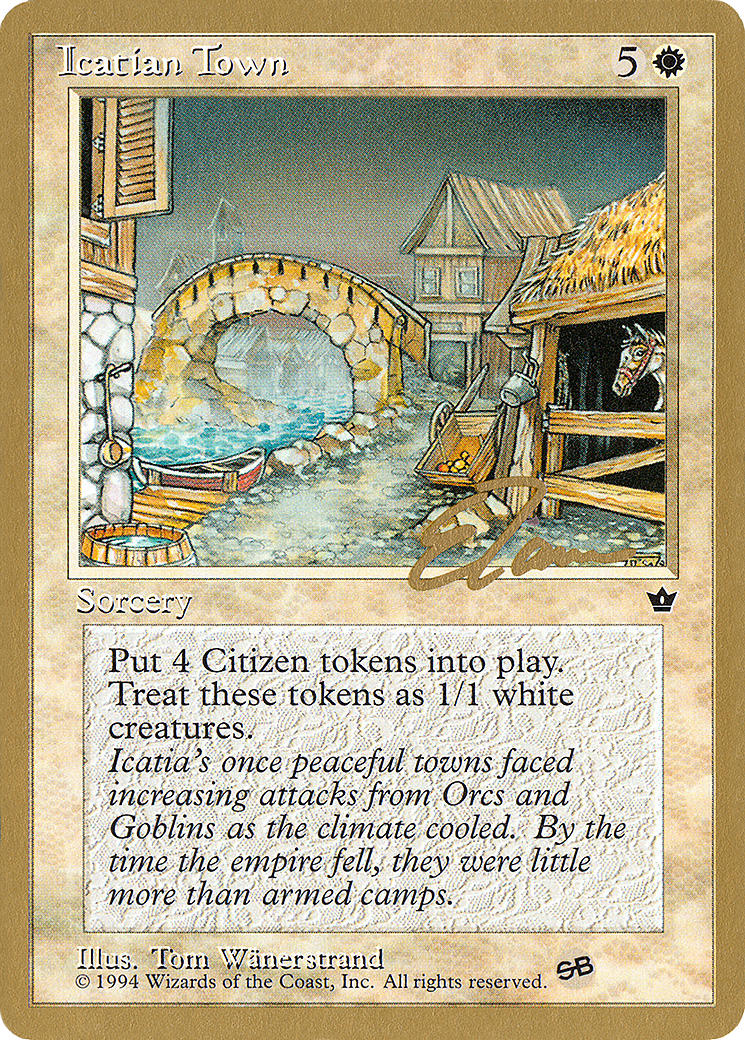 Icatian Town 5
Sorcery
Put 4 Citizen tokens into play.
Treat these tokens as 1/1 white
creatures.
Icatia's once peaceful towns faced
increasing attacks from Orcs and
Goblins as the climate cooled. By the
time the empire fell, they were little
more than armed camps.
Illus. Tom Wänerstrand
© 1994 Wizards of the Coast, Inc. All rights reserved.
SB